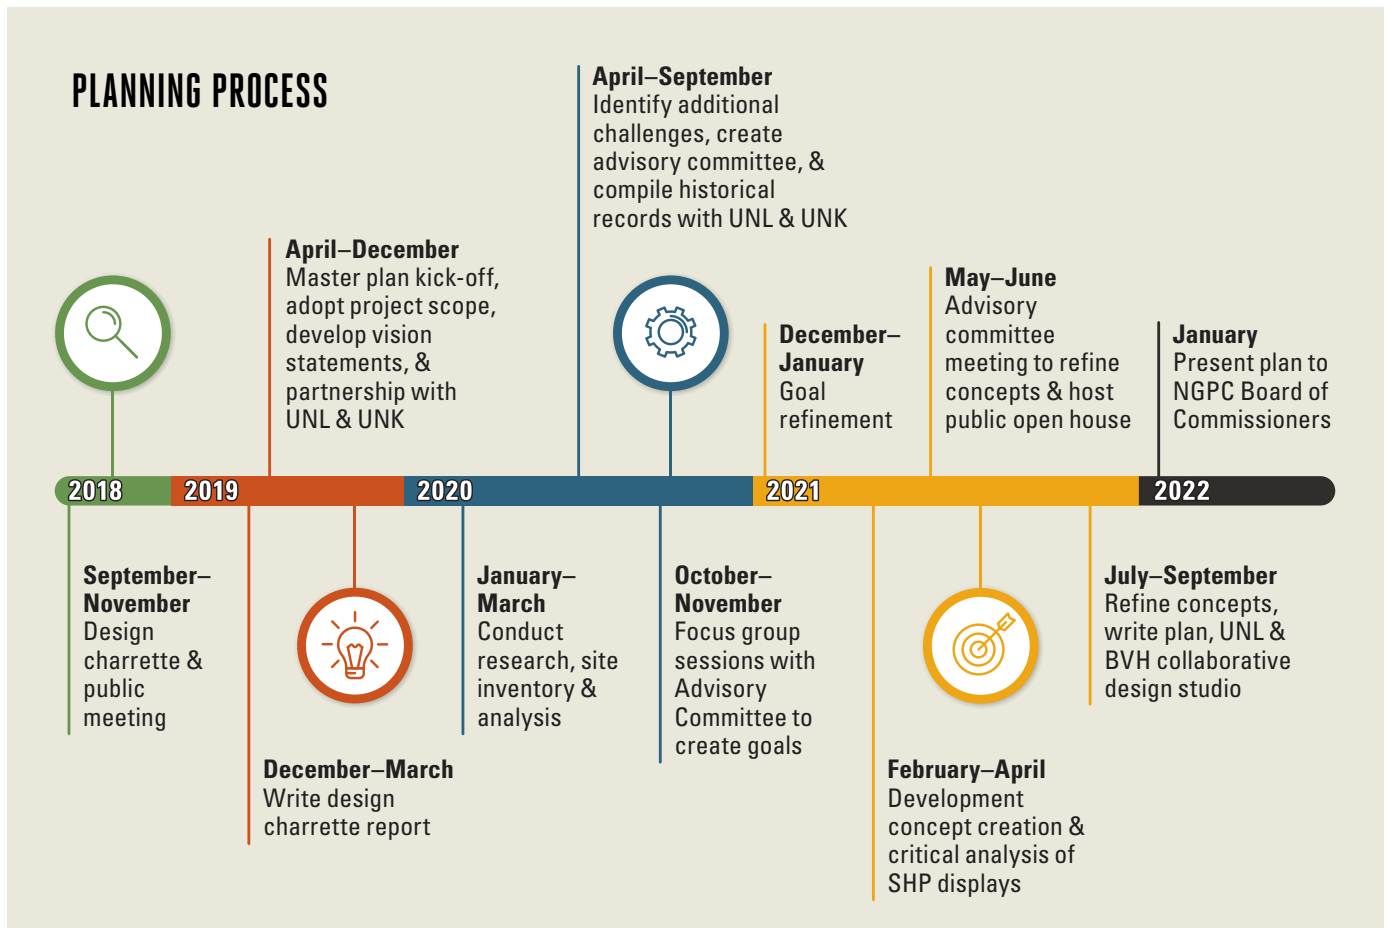 PLANNING PROCESS
April–September
Identify additional
challenges, create
advisory committee, &
compile historical
records with UNL & UNK
April–December
Master plan kick-off,
adopt project scope,
develop vision
statements, &
partnership with
UNL & UNK
December–
January
Goal
refinement
May–June
Advisory
committee
meeting to refine
concepts & host
public open house
January
Present plan to
NGPC Board of
Commissioners
2018
2019
2020
2021
2022
September–
November
Design
charrette &
public
meeting
December–March
Write design
charrette report
January–
March
Conduct
research, site
inventory &
analysis
October–
November
Focus group
sessions with
Advisory
Committee to
create goals
February–April
Development
concept creation &
critical analysis of
SHP displays
July–September
Refine concepts,
write plan, UNL &
BVH collaborative
design studio